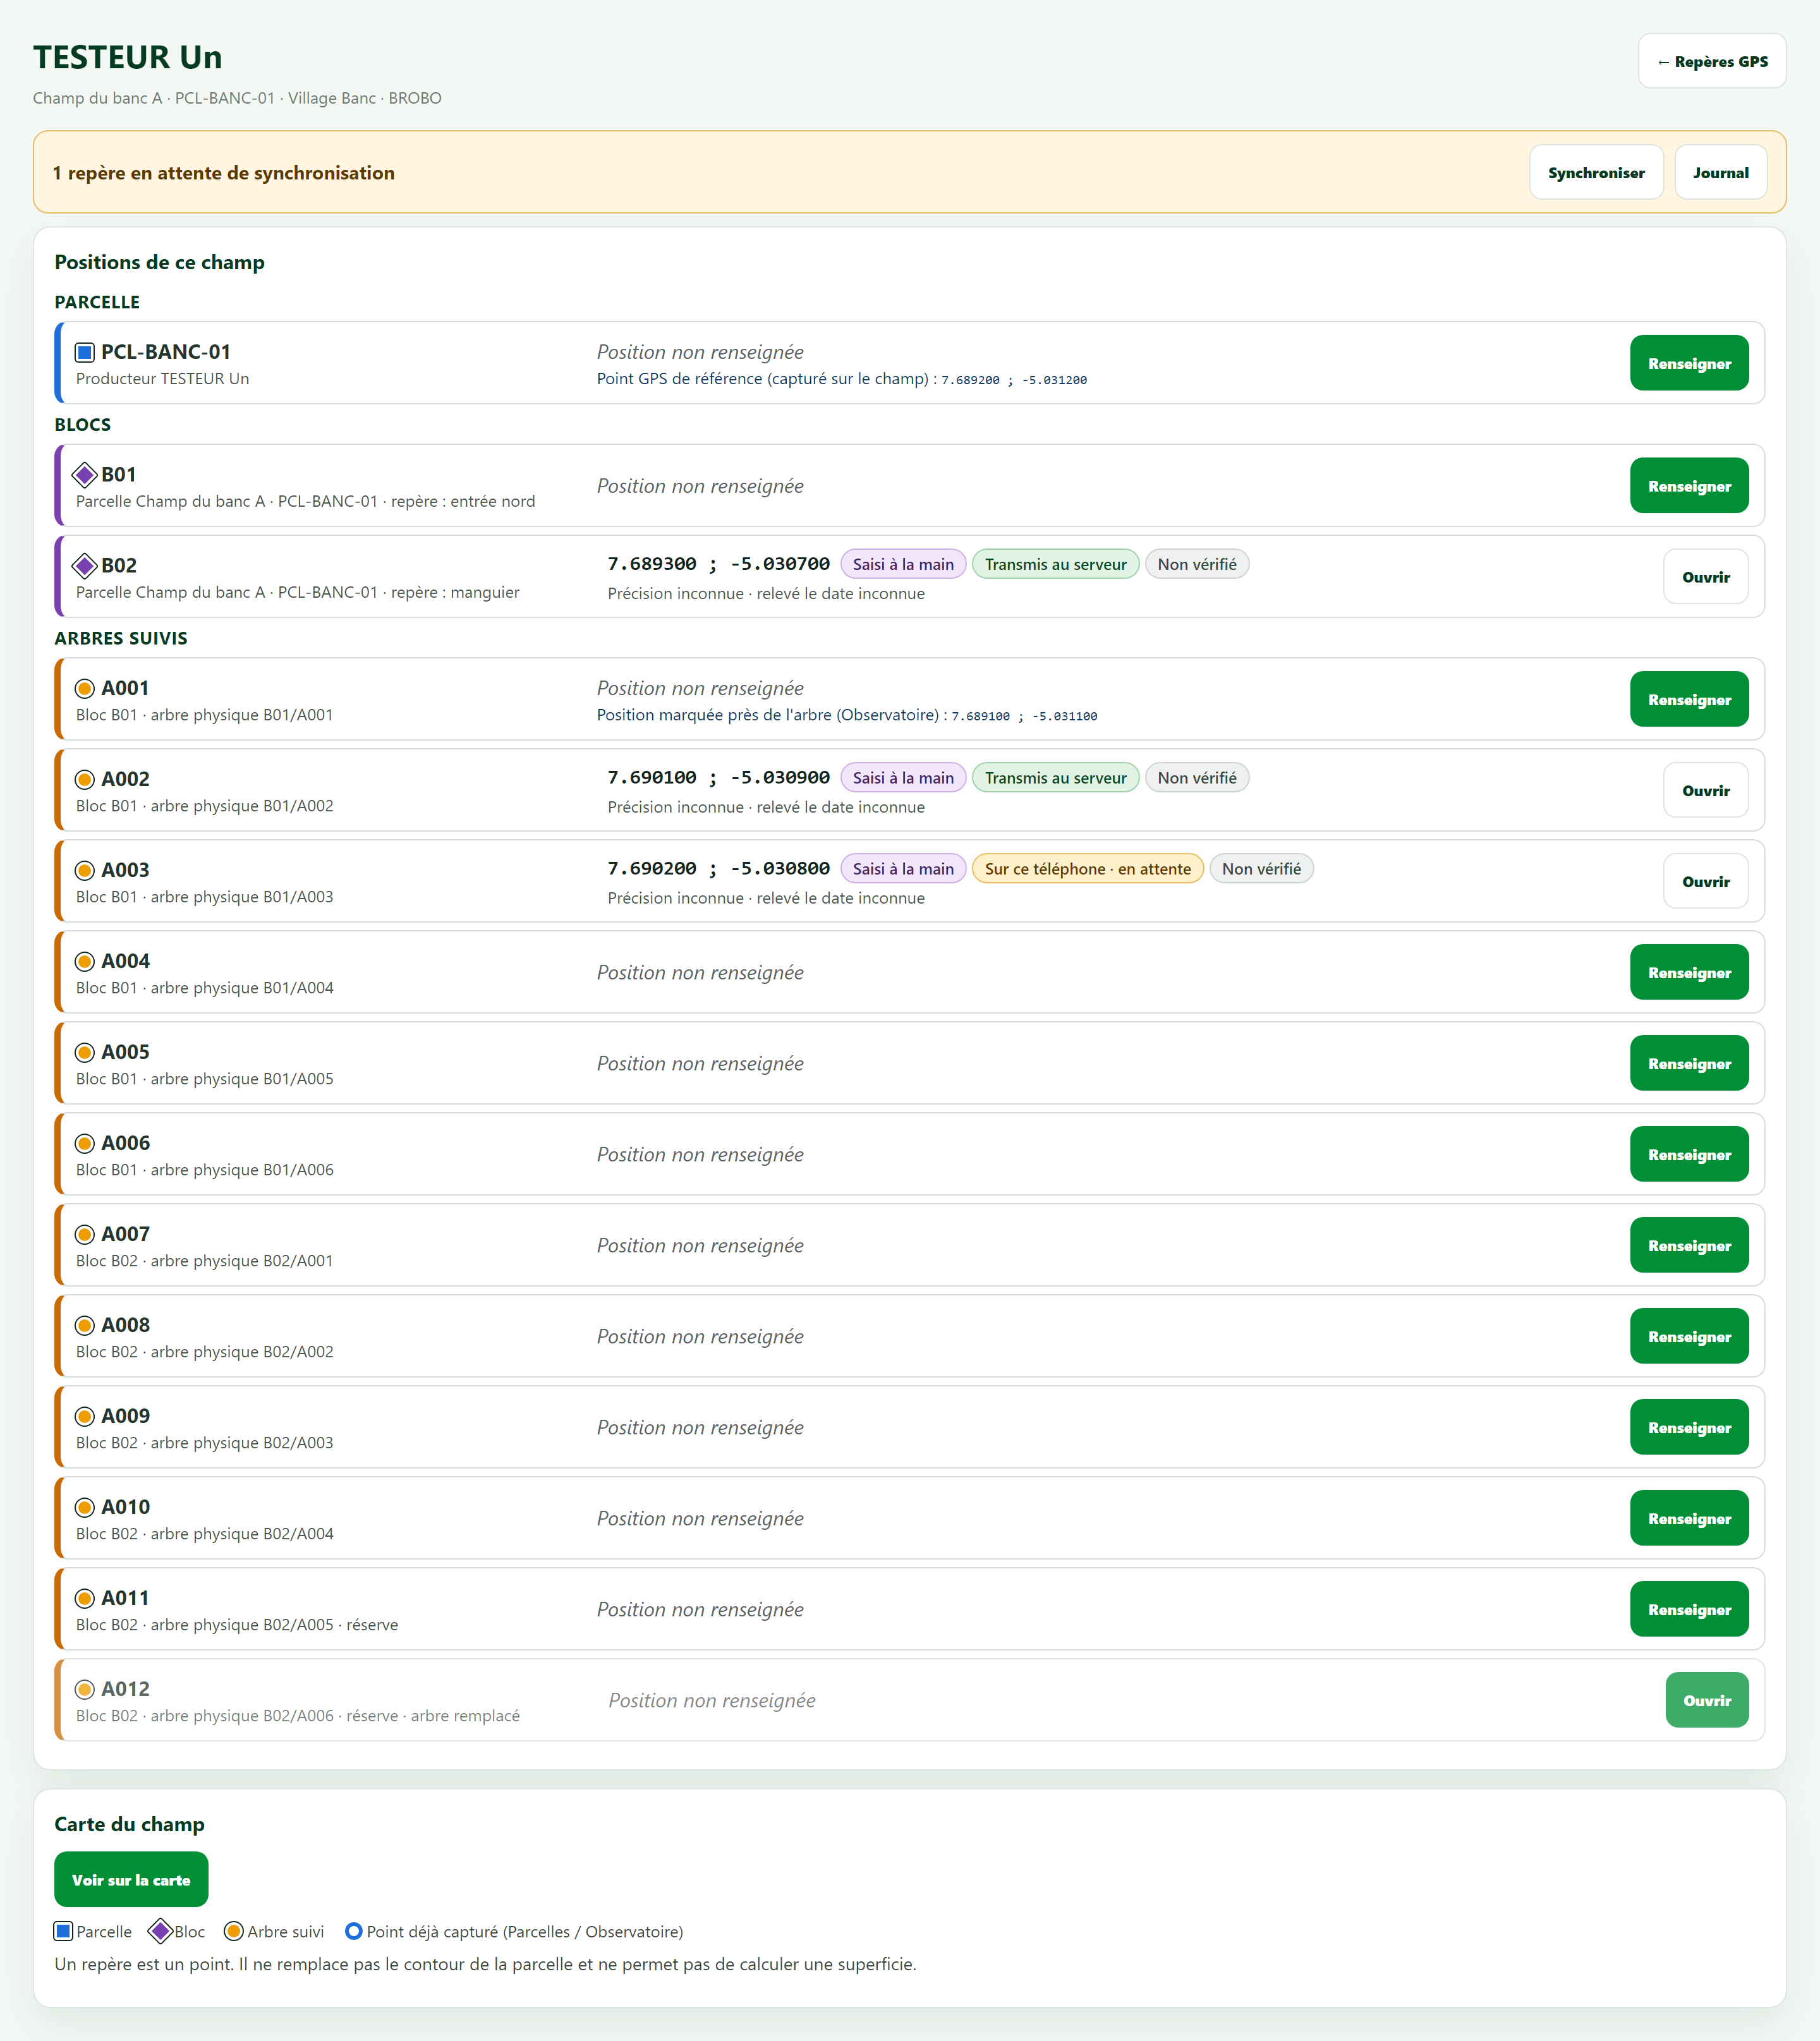 TESTEUR Un
← Repères GPS
Champ du banc A · PCL-BANC-01 · Village Banc · BROBO
1 repère en attente de synchronisation
Synchroniser
Journal
Positions de ce champ
PARCELLE
PCL-BANC-01
Producteur TESTEUR Un
Position non renseignée
Point GPS de référence (capturé sur le champ) : 7.689200 ; -5.031200
Renseigner
BLOCS
B01
Parcelle Champ du banc A · PCL-BANC-01 · repère : entrée nord
Position non renseignée
Renseigner
B02
Parcelle Champ du banc A · PCL-BANC-01 · repère : manguier
7.689300 ; -5.030700 Saisi à la main Transmis au serveur Non vérifié
Précision inconnue · relevé le date inconnue
Ouvrir
ARBRES SUIVIS
A001
Bloc B01 · arbre physique B01/A001
Position non renseignée
Position marquée près de l'arbre (Observatoire) : 7.689100 ; -5.031100
Renseigner
A002
Bloc B01 · arbre physique B01/A002
7.690100 ; -5.030900 Saisi à la main Transmis au serveur Non vérifié
Précision inconnue · relevé le date inconnue
Ouvrir
A003
Bloc B01 · arbre physique B01/A003
7.690200 ; -5.030800 Saisi à la main Sur ce téléphone · en attente Non vérifié
Précision inconnue · relevé le date inconnue
Ouvrir
A004
Bloc B01 · arbre physique B01/A004
Position non renseignée
Renseigner
A005
Bloc B01 · arbre physique B01/A005
Position non renseignée
Renseigner
A006
Bloc B01 · arbre physique B01/A006
Position non renseignée
Renseigner
A007
Bloc B02 · arbre physique B02/A001
Position non renseignée
Renseigner
A008
Bloc B02 · arbre physique B02/A002
Position non renseignée
Renseigner
A009
Bloc B02 · arbre physique B02/A003
Position non renseignée
Renseigner
A010
Bloc B02 · arbre physique B02/A004
Position non renseignée
Renseigner
A011
Bloc B02 · arbre physique B02/A005 · réserve
Position non renseignée
Renseigner
A012
Bloc B02 · arbre physique B02/A006 · réserve · arbre remplacé
Position non renseignée
Ouvrir
Carte du champ
Voir sur la carte
Parcelle Bloc Arbre suivi Point déjà capturé (Parcelles / Observatoire)
Un repère est un point. Il ne remplace pas le contour de la parcelle et ne permet pas de calculer une superficie.